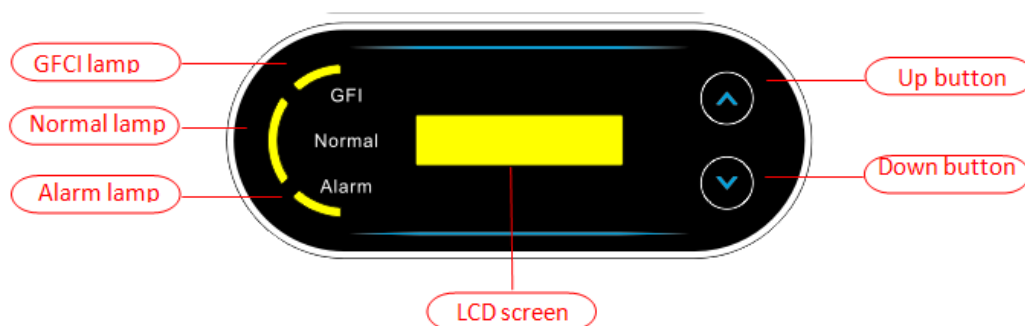 GFCI lamp
GFI
Up button
Normal lamp
Normal
Alarm lamp
Alarm
Down button
LCD screen